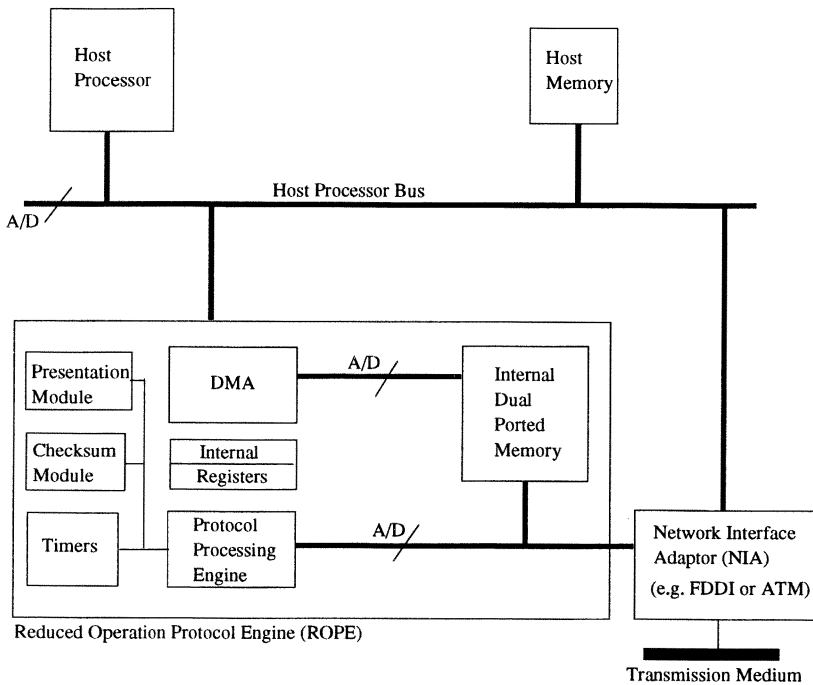 Host
Processor
Host
Memory
Host Processor Bus
A/D
Presentation
Module
DMA
A/D
Internal
Dual
Ported
Memory
Checksum
Module
Internal
Registers
Timers
Protocol
Processing
Engine
A/D
Network Interface
Adaptor (NIA)
(e.g. FDDI or ATM)
Reduced Operation Protocol Engine (ROPE)
Transmission Medium